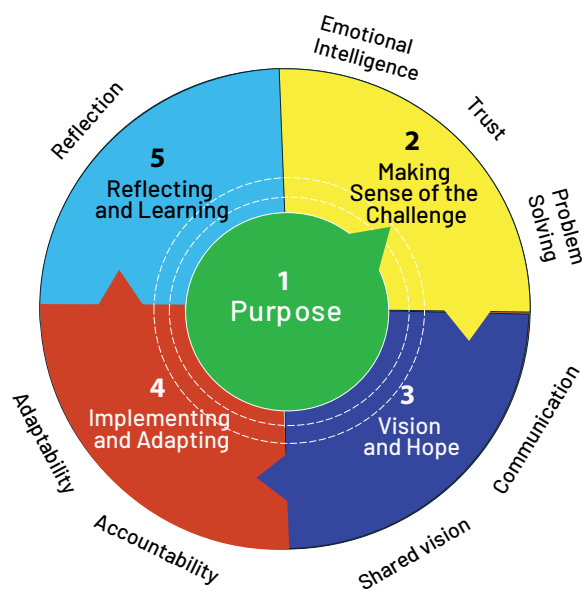 Emotional
Intelligence
Trust
Problem
Solving
Reflection
5
Reflecting
and Learning
2
Making
Sense of the
Challenge
1
Purpose
4
Implementing
and Adapting
3
Vision
and Hope
Communication
Shared vision
Accountability
Adaptability